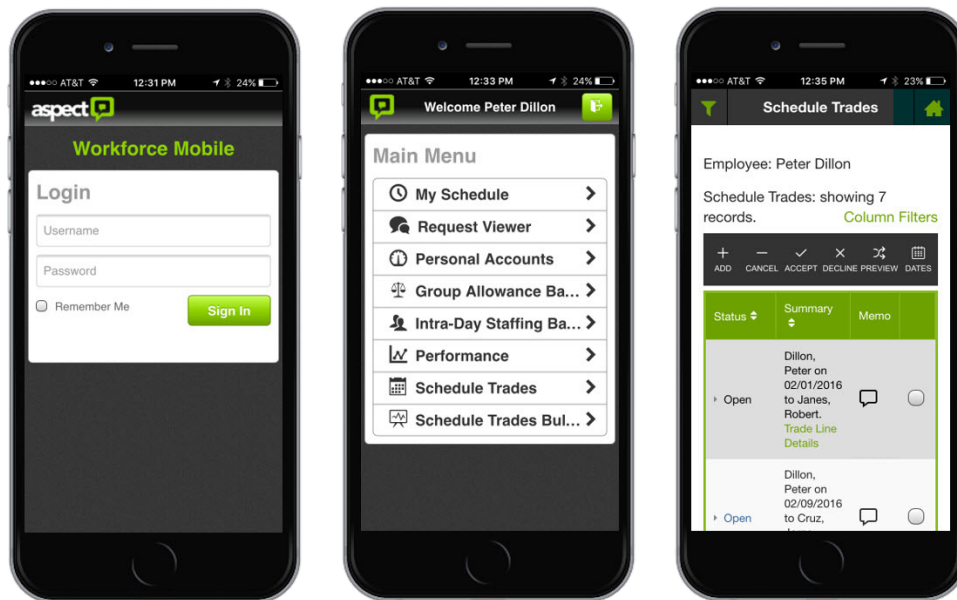 AT&T 12:31 PM 24%
aspect
Workforce Mobile
Login
Username
Password
Remember Me
Sign In
AT&T 12:33 PM 24%
Welcome Peter Dillon
Main Menu
My Schedule
Request Viewer
Personal Accounts
Group Allowance Ba...
Intra-Day Staffing Ba...
Performance
Schedule Trades
Schedule Trades Bul...
AT&T 12:35 PM 23%
Schedule Trades
Employee: Peter Dillon
Schedule Trades: showing 7
records. Column Filters
ADD CANCEL ACCEPT DECLINE PREVIEW DATES
Status Summary Memo
Open
Dillon,
Peter on
02/01/2016
to Janes,
Robert.
Trade Line
Details
Open
Dillon,
Peter on
02/09/2016
to Cruz,